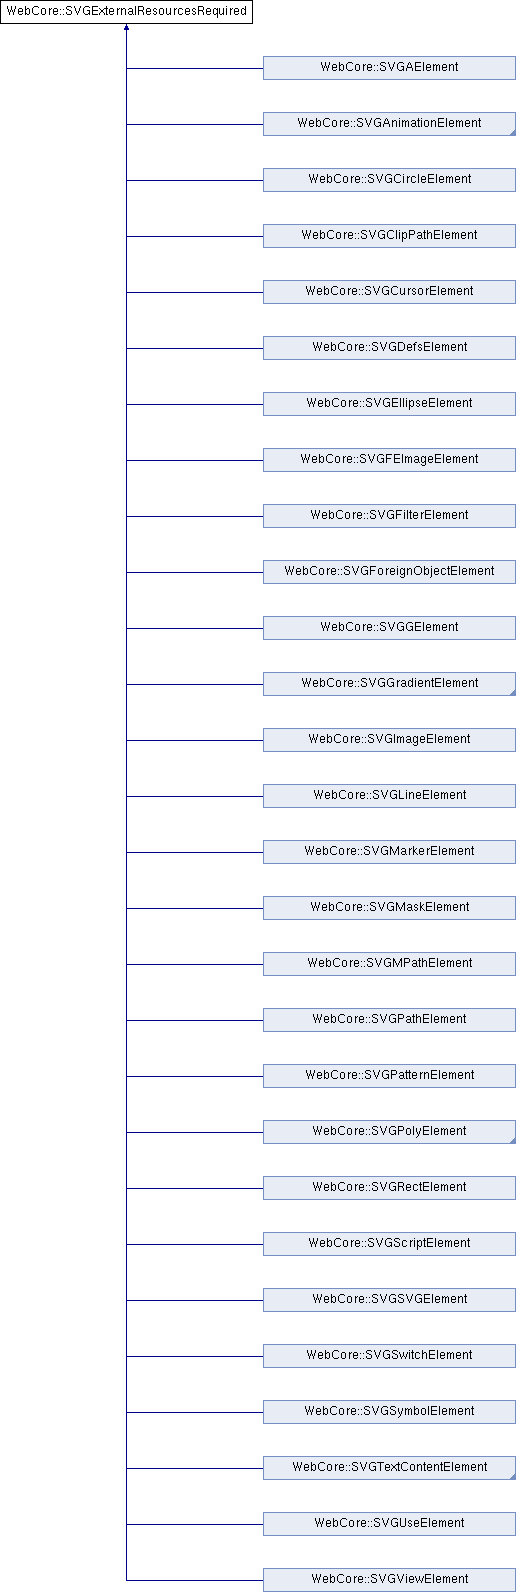 WebCore::SVGExternalResourcesRequired
WebCore::SVGAElement
WebCore::SVGAnimationElement
WebCore::SVGCircleElement
WebCore::SVGClipPathElement
WebCore::SVGCursorElement
WebCore::SVGDefsElement
WebCore::SVGEllipseElement
WebCore::SVGFEImageElement
WebCore::SVGFilterElement
WebCore::SVGForeignObjectElement
WebCore::SVGGElement
WebCore::SVGGradientElement
WebCore::SVGImageElement
WebCore::SVGLineElement
WebCore::SVGMarkerElement
WebCore::SVGMaskElement
WebCore::SVGMPathElement
WebCore::SVGPathElement
WebCore::SVGPatternElement
WebCore::SVGPolyElement
WebCore::SVGRectElement
WebCore::SVGScriptElement
WebCore::SVGSVGElement
WebCore::SVGSwitchElement
WebCore::SVGSymbolElement
WebCore::SVGTextContentElement
WebCore::SVGUseElement
WebCore::SVGViewElement